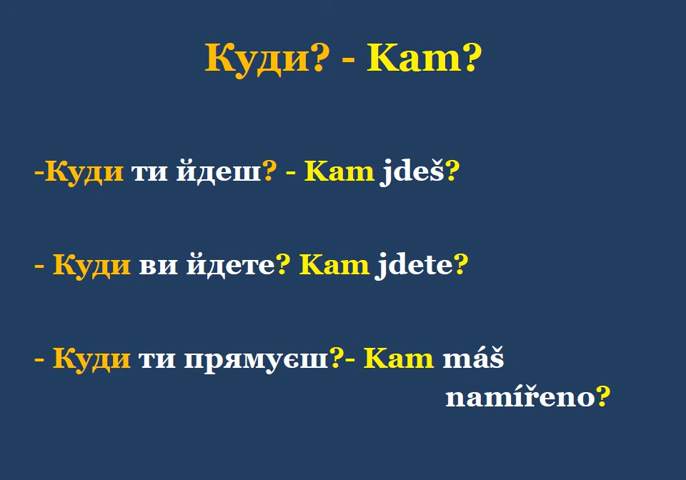 Куди? - Kam?
-Куди ти йдеш? - Kam jdeš?
- Куди ви йдете? Kam jdete?
- Куди ти прямуєш?- Kam máš
namířeno?